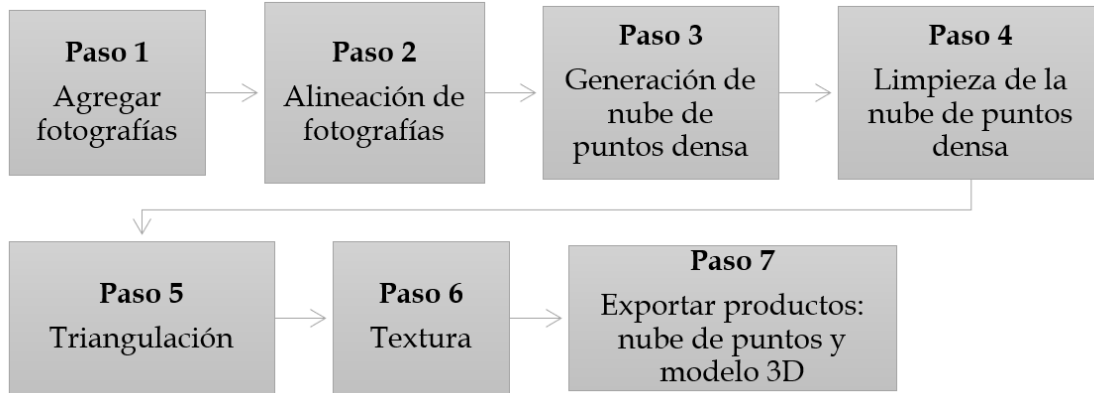 Paso 1
Agregar
fotografías
Paso 2
Alineación de
fotografías
Paso 3
Generación de
nube de
puntos densa
Paso 4
Limpieza de la
nube de puntos
densa
Paso 5
Triangulación
Paso 6
Textura
Paso 7
Exportar productos:
nube de puntos y
modelo 3D